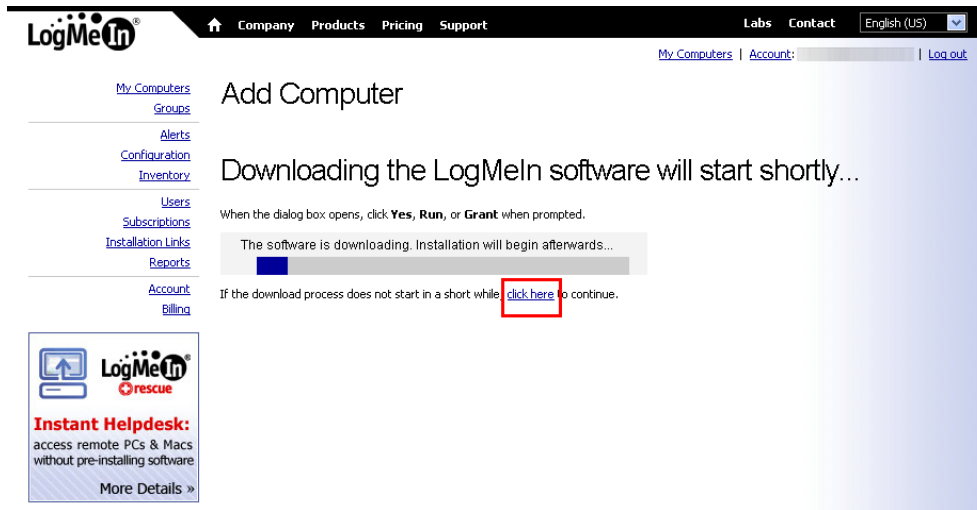 LogMeIn®
Company Products Pricing Support
Labs Contact English (US)
My Computers | Account: | Log out
My Computers
Groups
Alerts
Configuration
Inventory
Users
Subscriptions
Installation Links
Reports
Account
Billing
Add Computer
Downloading the LogMeIn software will start shortly...
When the dialog box opens, click Yes, Run, or Grant when prompted.
The software is downloading. Installation will begin afterwards...
If the download process does not start in a short while, click here to continue.
LogMeIn®
rescue
Instant Helpdesk:
access remote PCs & Macs
without pre-installing software
More Details »